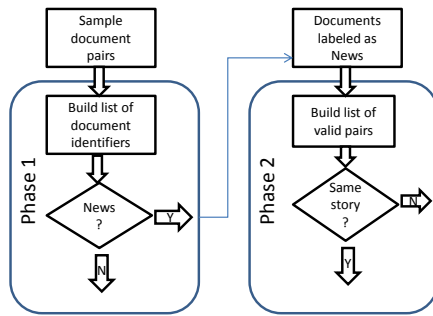 Sample
document
pairs
Build list of
document
identifiers
News
?
Y
N
Phase 1
Documents
labeled as
News
Build list of
valid pairs
Same
story
?
N
Y
Phase 2